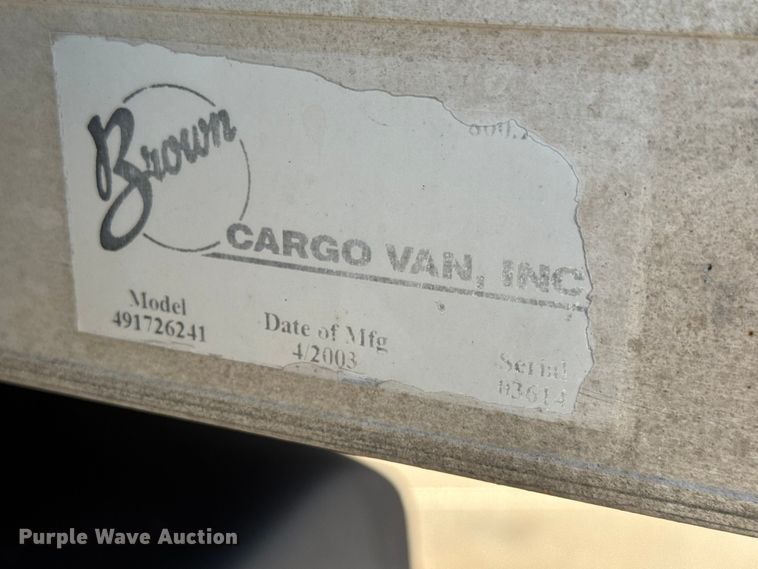 Brown
CARGO VAN, INC
Model
491726241
Date of Mfg
4/2003
Serial
Purple Wave Auction